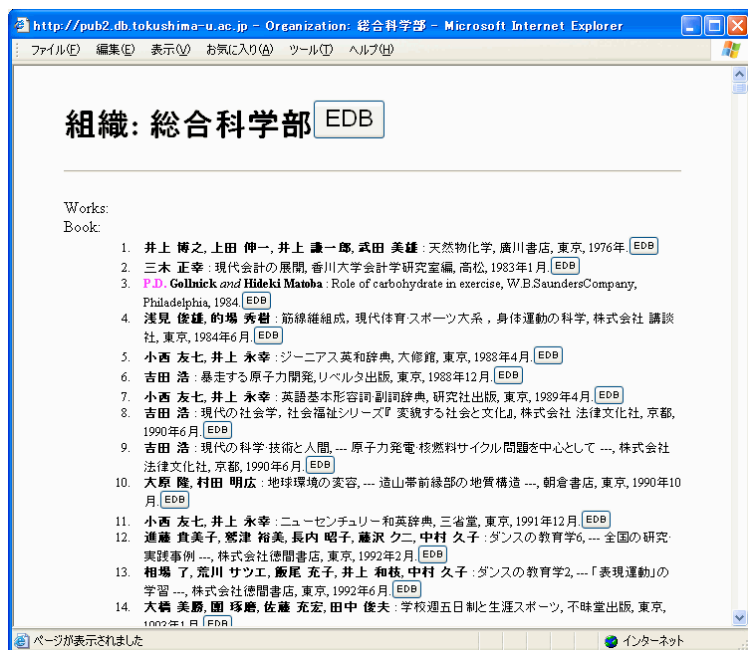 http://pub2.db.tokushima-u.ac.jp - Organization: 総合科学部 - Microsoft Internet Explorer
ファイル(F) 編集(E) 表示(V) お気に入り(A) ツール(T) ヘルプ(H)
組織: 総合科学部 EDB
Works:
Book:
1. 井上 博之, 上田 伸一, 井上 謙一郎, 武田 美雄 : 天然物化学, 廣川書店, 東京, 1976年. EDB
2. 三木 正幸 : 現代会計の展開, 香川大学会計学研究室編, 高松, 1983年1月. EDB
3. P.D. Gollnick and Hideki Matoba : Role of carbohydrate in exercise, W.B.SaundersCompany,
Philadelphia, 1984. EDB
4. 浅見 俊雄, 的場 秀樹 : 筋線維組成, 現代体育·スポーツ大系 , 身体運動の科学, 株式会社 講談
社, 東京, 1984年6月. EDB
5. 小西 友七, 井上 永幸 : ジーニアス英和辞典, 大修館, 東京, 1988年4月. EDB
6. 吉田 浩 : 暴走する原子力開発, リベルタ出版, 東京, 1988年12月. EDB
7. 小西 友七, 井上 永幸 : 英語基本形容詞·副詞辞典, 研究社出版, 東京, 1989年4月. EDB
8. 吉田 浩 : 現代の社会学, 社会福祉シリーズ『 変貌する社会と文化』, 株式会社 法律文化社, 京都,
1990年6月. EDB
9. 吉田 浩 : 現代の科学·技術と人間, --- 原子力発電·核燃料サイクル問題を中心として ---, 株式会社
法律文化社, 京都, 1990年6月. EDB
10. 大原 隆, 村田 明広 : 地球環境の変容, --- 造山帯前縁部の地質構造 ---, 朝倉書店, 東京, 1990年10
月. EDB
11. 小西 友七, 井上 永幸 : ニューセンチュリー和英辞典, 三省堂, 東京, 1991年12月. EDB
12. 進藤 貴美子, 鷲津 裕美, 長内 昭子, 藤沢 クニ, 中村 久子 : ダンスの教育学6, --- 全国の研究·
実践事例 ---, 株式会社徳間書店, 東京, 1992年2月. EDB
13. 相場 了, 荒川 サツエ, 飯尾 充子, 井上 和枝, 中村 久子 : ダンスの教育学2, --- 「表現運動」の
学習 ---, 株式会社徳間書店, 東京, 1992年6月. EDB
14. 大橋 美勝, 團 琢磨, 佐藤 充宏, 田中 俊夫 : 学校週五日制と生涯スポーツ, 不昧堂出版, 東京,
1993年1月. EDB
ページが表示されました インターネット